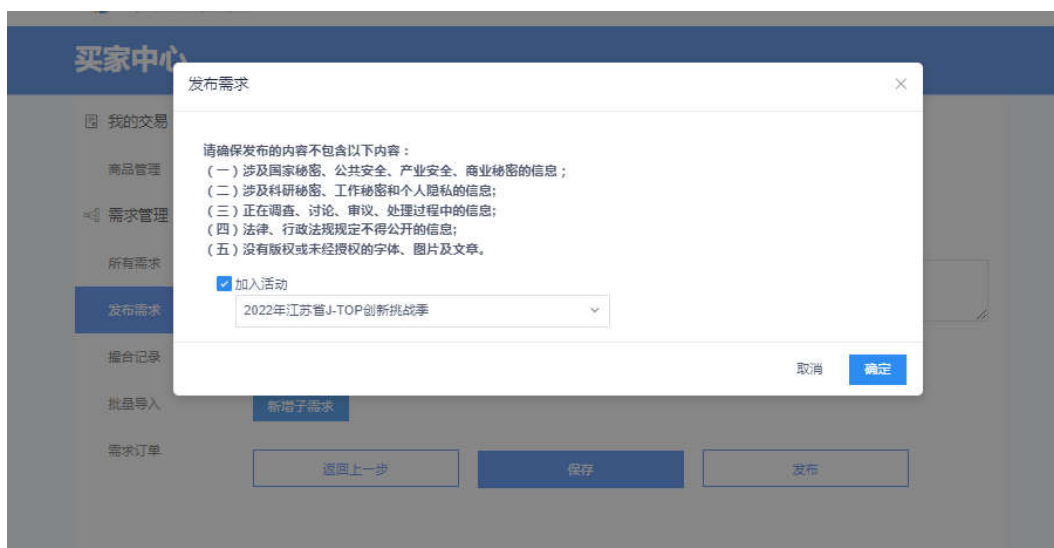 买家中心
发布需求
我的交易
请确保发布的内容不包含以下内容：
（一）涉及国家秘密、公共安全、产业安全、商业秘密的信息；
商品管理
（二）涉及科研秘密、工作秘密和个人隐私的信息;
（三）正在调查、讨论、审议、处理过程中的信息;
需求管理
（四）法律、行政法规规定不得公开的信息;
（五）没有版权或未经授权的字体、图片及文章。
所有需求
加入活动
发布需求
2022年江苏省J-TOP创新挑战季
撮合记录
取消
确定
批量导入
新增子需求
需求订单
返回上一步
保存
发布